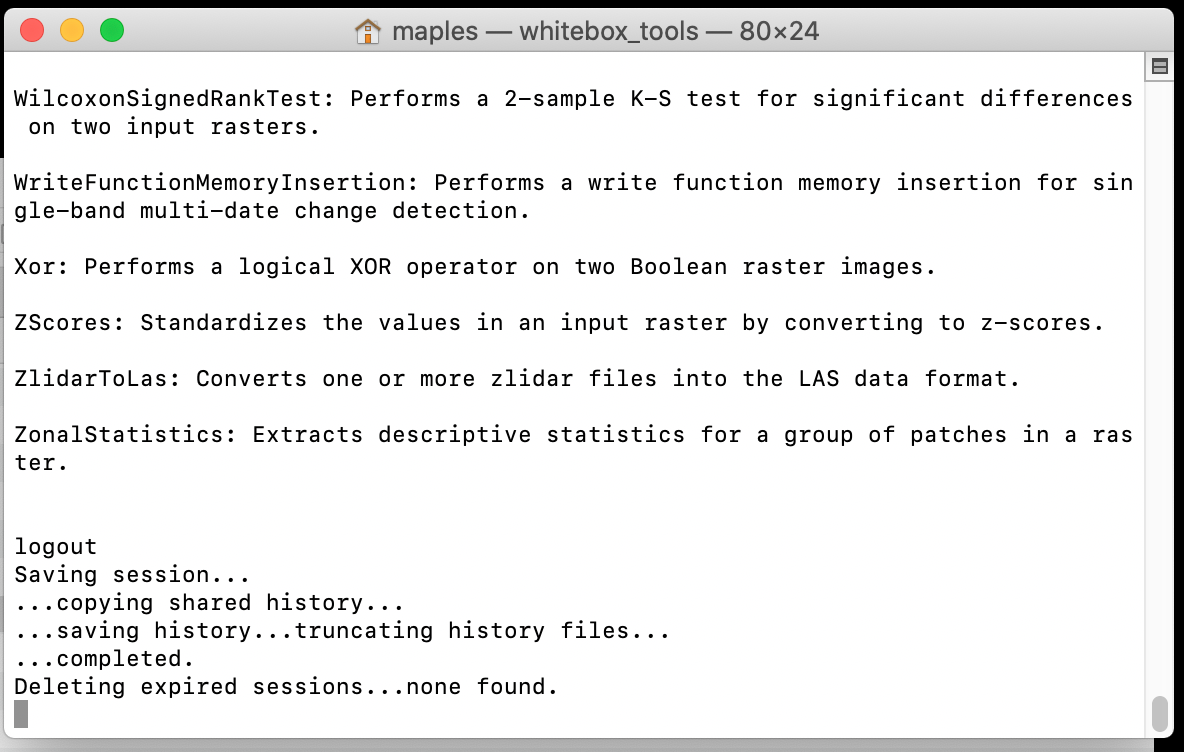 maples — whitebox_tools — 80×24
WilcoxonSignedRankTest: Performs a 2-sample K-S test for significant differences
 on two input rasters.
WriteFunctionMemoryInsertion: Performs a write function memory insertion for sin
gle-band multi-date change detection.
Xor: Performs a logical XOR operator on two Boolean raster images.
ZScores: Standardizes the values in an input raster by converting to z-scores.
ZlidarToLas: Converts one or more zlidar files into the LAS data format.
ZonalStatistics: Extracts descriptive statistics for a group of patches in a ras
ter.
logout
Saving session...
...copying shared history...
...saving history...truncating history files...
...completed.
Deleting expired sessions...none found.